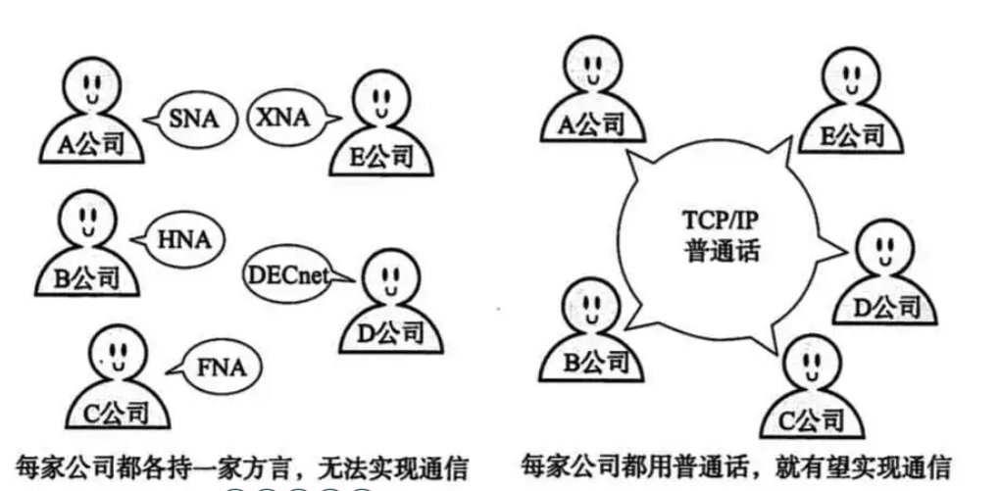 A公司
SNA
XNA
E公司
B公司
HNA
DECnet
D公司
C公司
FNA
每家公司都各持一家方言，无法实现通信
A公司
E公司
TCP/IP
普通话
D公司
B公司
C公司
每家公司都用普通话，就有望实现通信